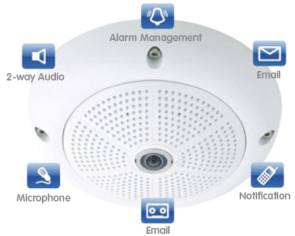 Alarm Management
2-way Audio
Email
Microphone
Notification
Email